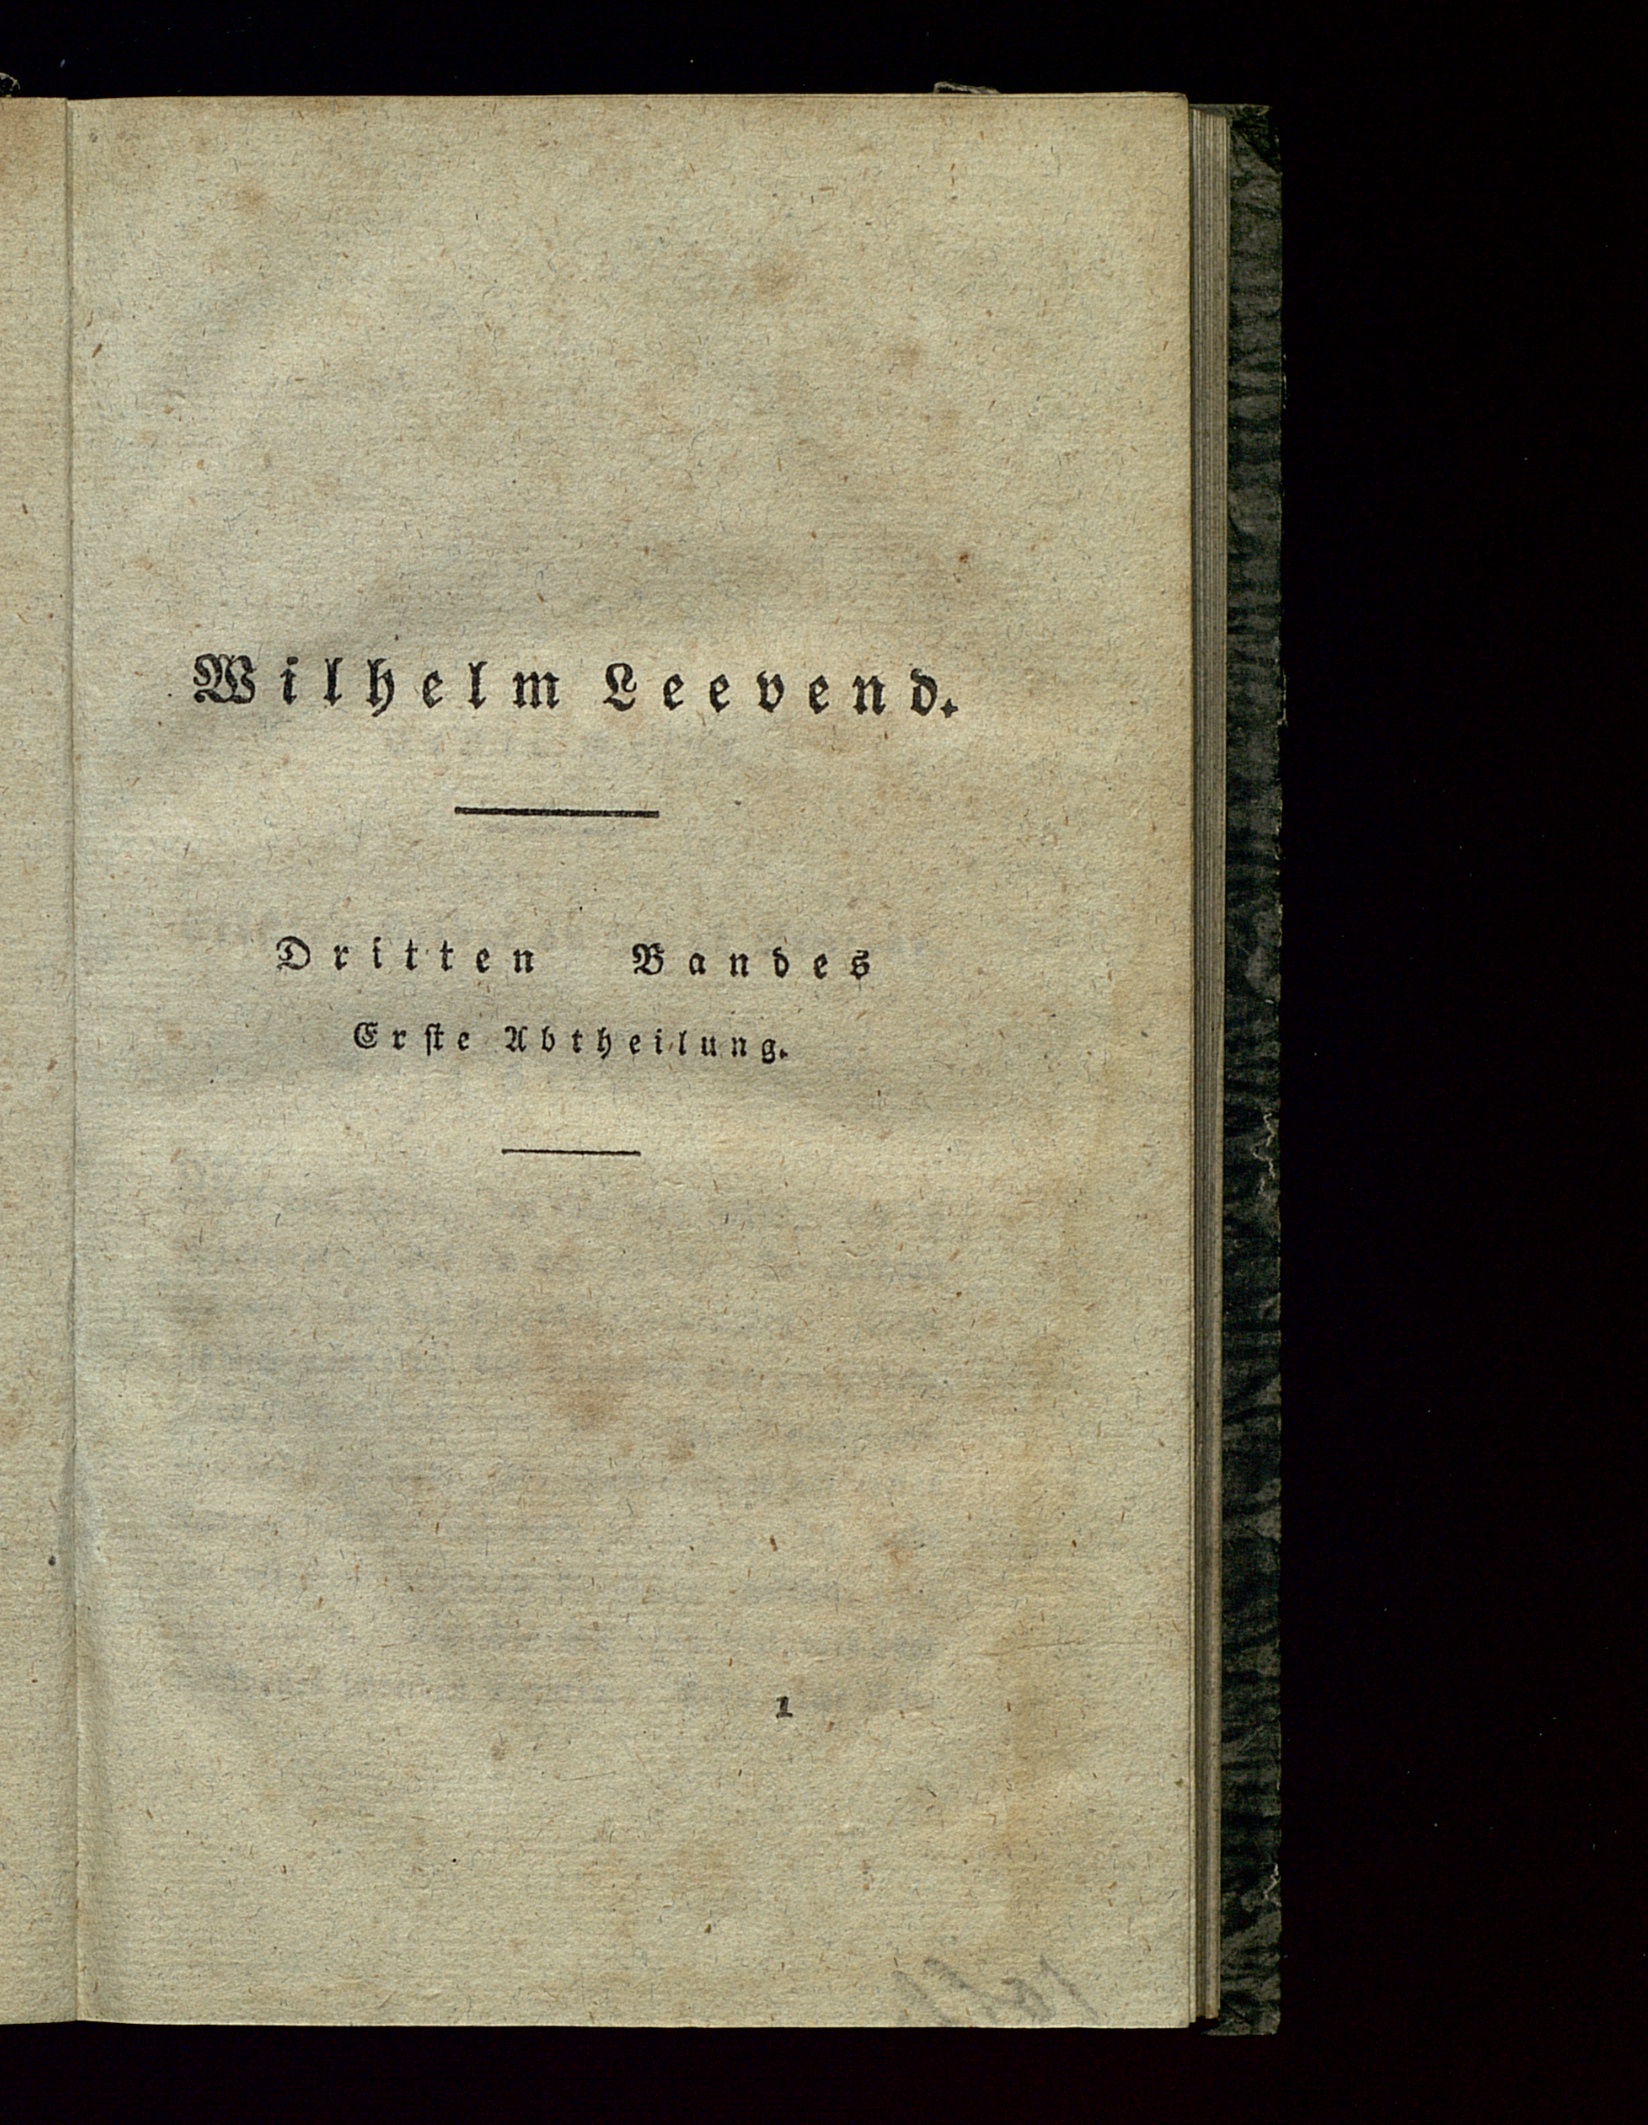 Wilhelm Leevend.
Dritten Bandes
Erſte Abtheilung.
1